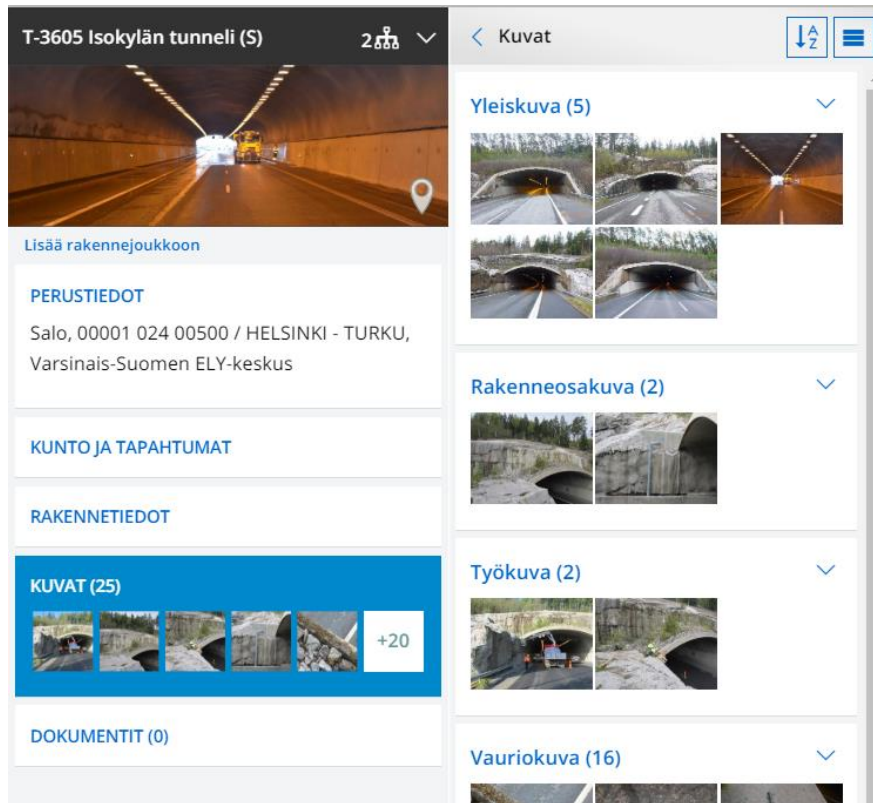 T-3605 Isokylän tunneli (S) 2
Lisää rakennejoukkoon
PERUSTIEDOT
Salo, 00001 024 00500 / HELSINKI - TURKU,
Varsinais-Suomen ELY-keskus
KUNTO JA TAPAHTUMAT
RAKENNETIEDOT
KUVAT (25)
+20
DOKUMENTIT (0)
Kuvat
A
Z
Yleiskuva (5)
Rakenneosakuva (2)
Työkuva (2)
Vauriokuva (16)